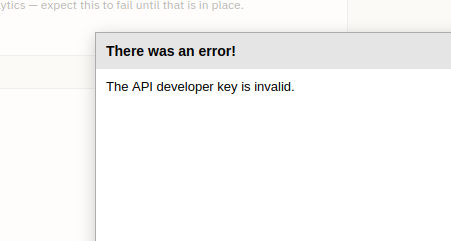 ytics — expect this to fail until that is in place.
There was an error!
The API developer key is invalid.